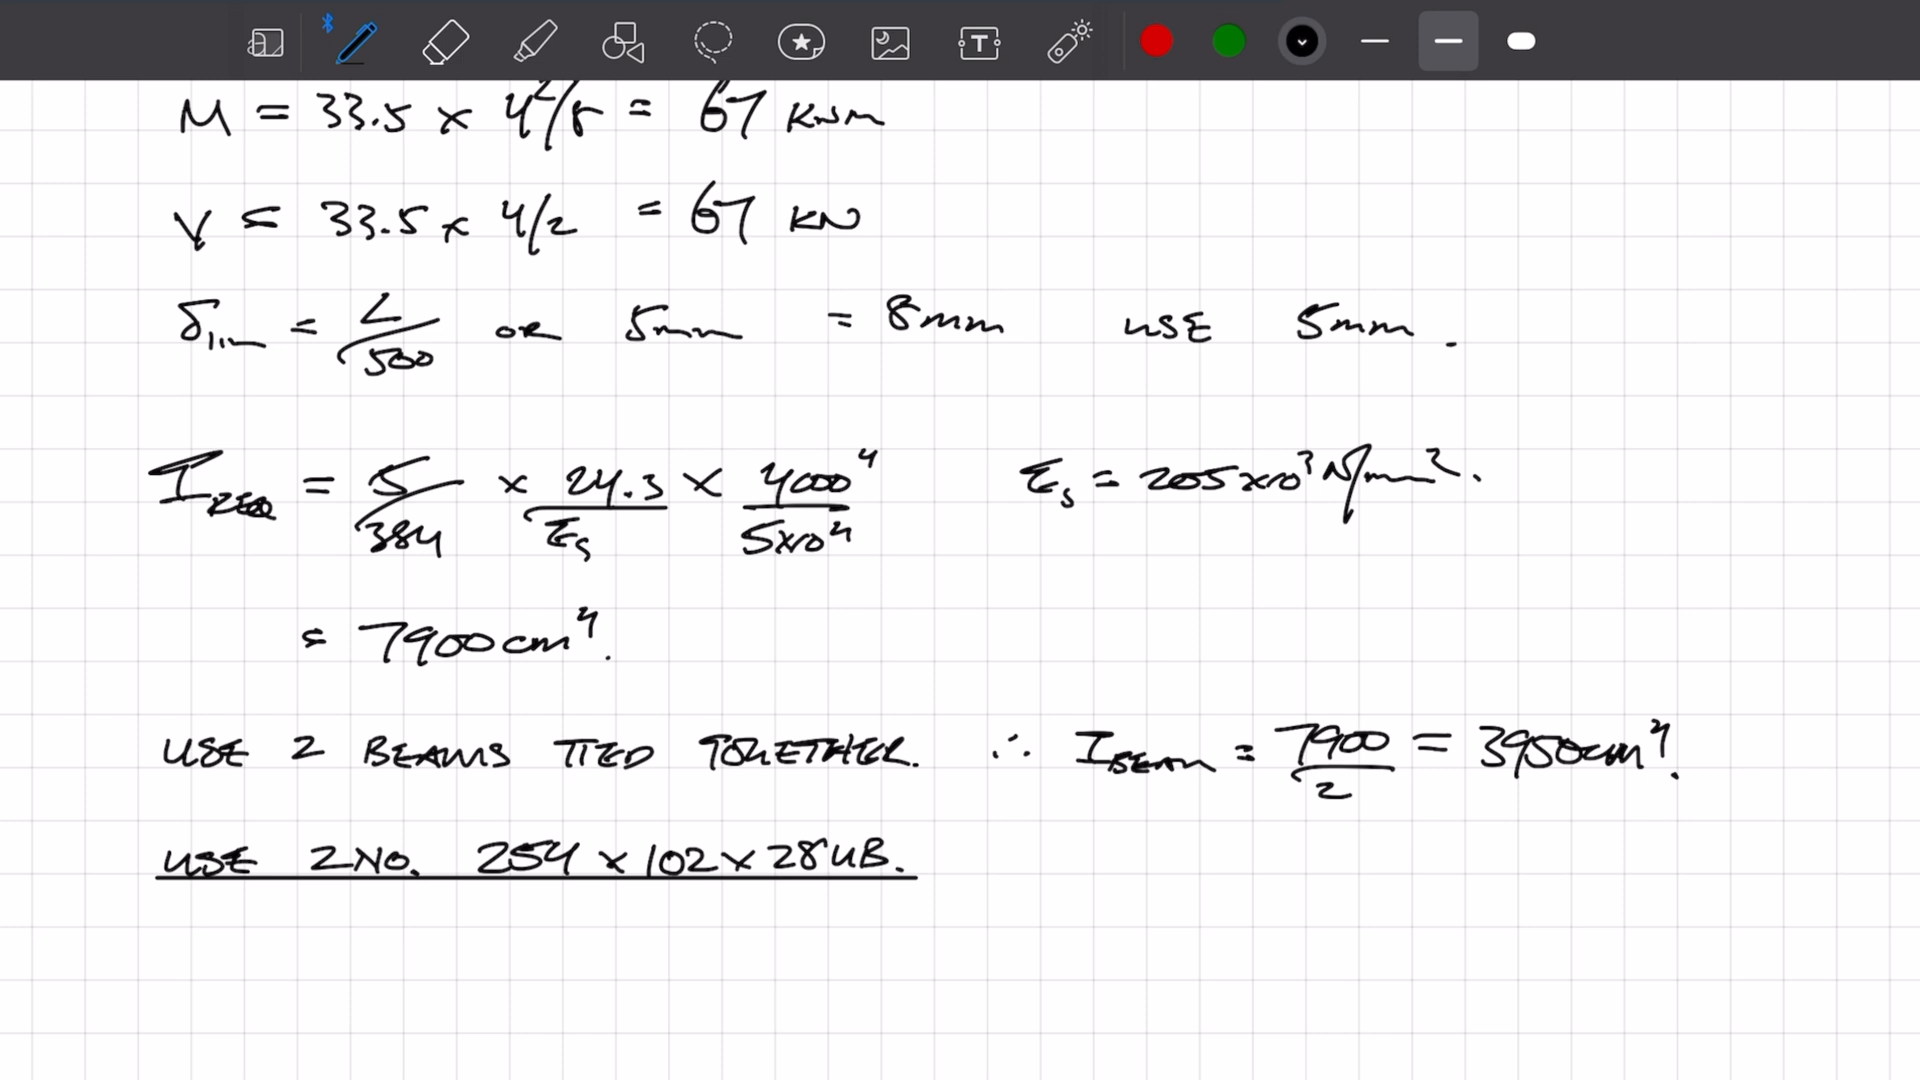 M = 33.5 x 4²/8 = 67 kNm
V = 33.5 x 4/2 = 67 kN
δlim = L/500 OR 5mm = 8mm USE 5mm.
IREQ = 5/384 x 24.3/Es x 4000⁴/5x10⁴ Es = 205x10³ N/mm².
= 7900cm⁴.
USE 2 BEAMS TIED TOGETHER. ∴ IBEAM = 7900/2 = 3950cm⁴.
USE 2No. 254 x 102 x 28UB.